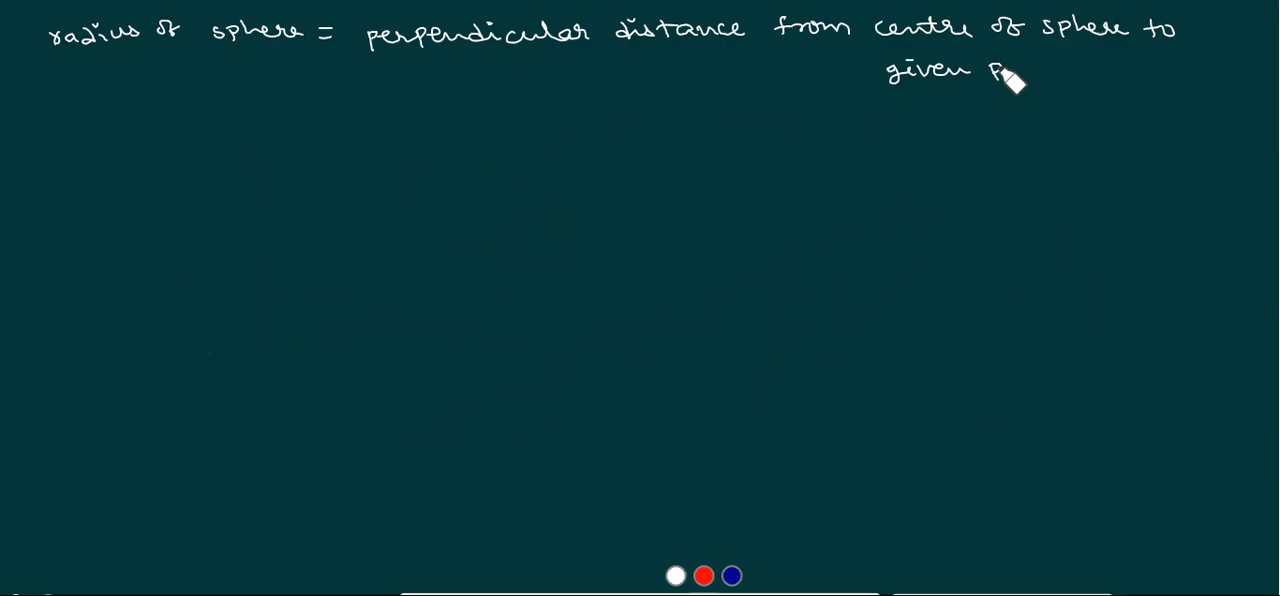 radius of sphere = perpendicular distance from centre of sphere to
given P